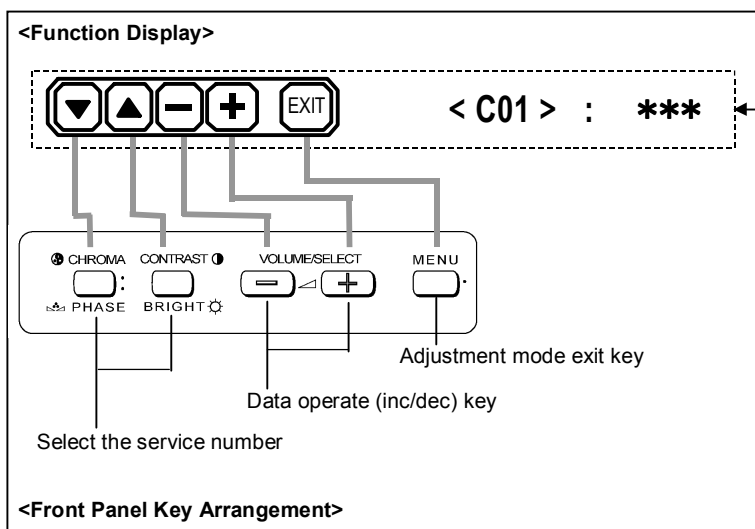 <Function Display>
EXIT < C01 > : ***
CHROMA CONTRAST VOLUME/SELECT MENU
PHASE BRIGHT
Adjustment mode exit key
Data operate (inc/dec) key
Select the service number
<Front Panel Key Arrangement>